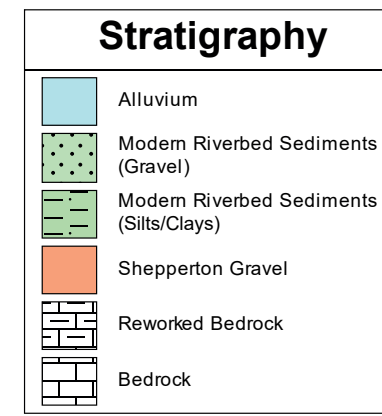 Stratigraphy
Alluvium
Modern Riverbed Sediments
(Gravel)
Modern Riverbed Sediments
(Silts/Clays)
Shepperton Gravel
Reworked Bedrock
Bedrock